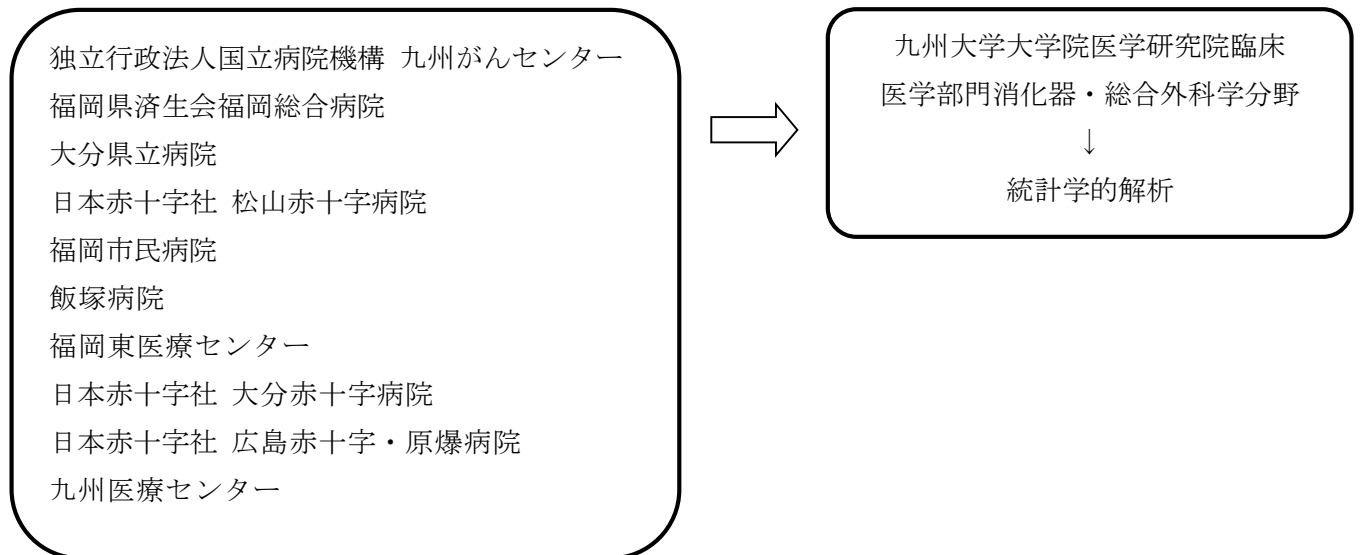 独立行政法人国立病院機構 九州がんセンター
福岡県済生会福岡総合病院
大分県立病院
日本赤十字社 松山赤十字病院
福岡市民病院
飯塚病院
福岡東医療センター
日本赤十字社 大分赤十字病院
日本赤十字社 広島赤十字・原爆病院
九州医療センター
九州大学大学院医学研究院臨床
医学部門消化器・総合外科学分野
↓
統計学的解析